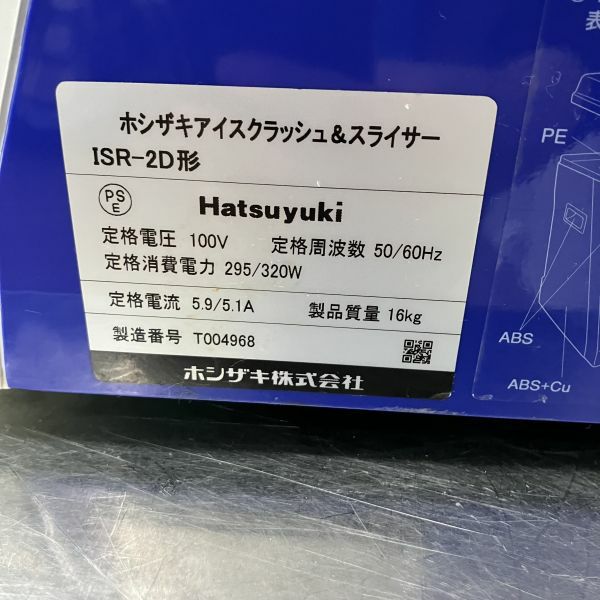 ホシザキアイスクラッシュ&スライサー
ISR-2D形
PS
E
Hatsuyuki
定格電圧 100V 定格周波数 50/60Hz
定格消費電力 295/320W
定格電流 5.9/5.1A 製品質量 16kg
製造番号 T004968
ホシザキ株式会社
表
PE
ABS
ABS+Cu